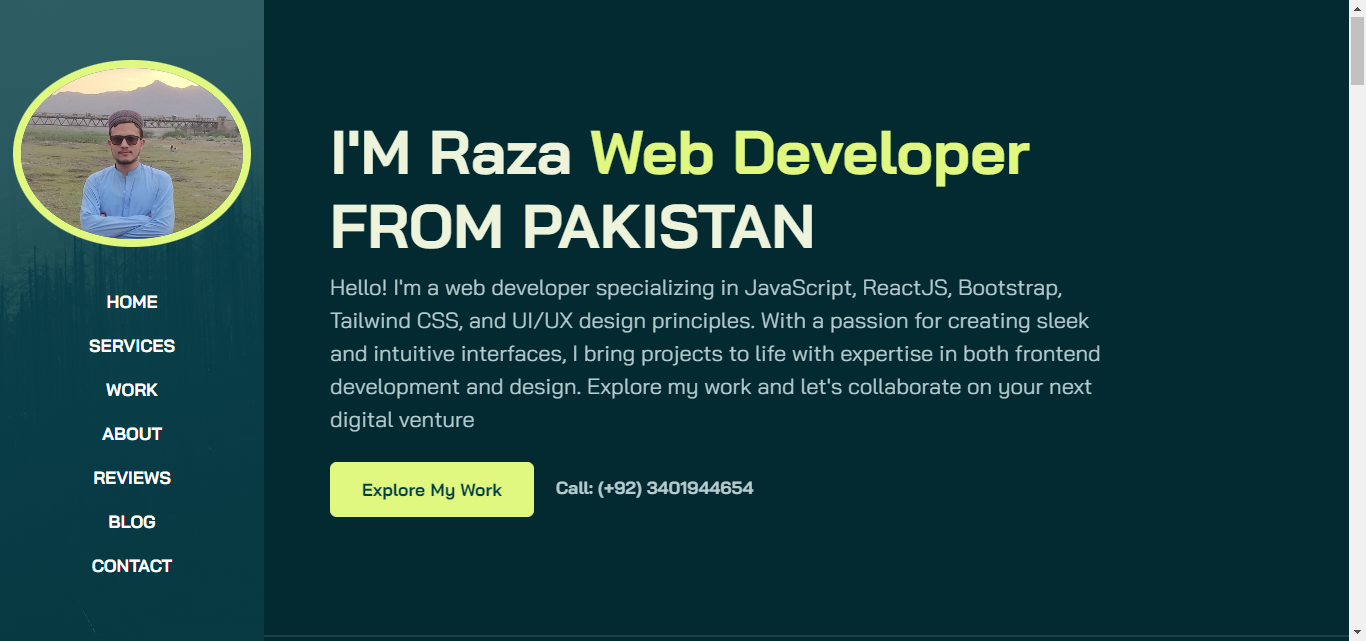 HOME
SERVICES
WORK
ABOUT
REVIEWS
BLOG
CONTACT
I'M Raza Web Developer
FROM PAKISTAN
Hello! I'm a web developer specializing in JavaScript, ReactJS, Bootstrap,
Tailwind CSS, and UI/UX design principles. With a passion for creating sleek
and intuitive interfaces, I bring projects to life with expertise in both frontend
development and design. Explore my work and let's collaborate on your next
digital venture
Explore My Work
Call: (+92) 3401944654